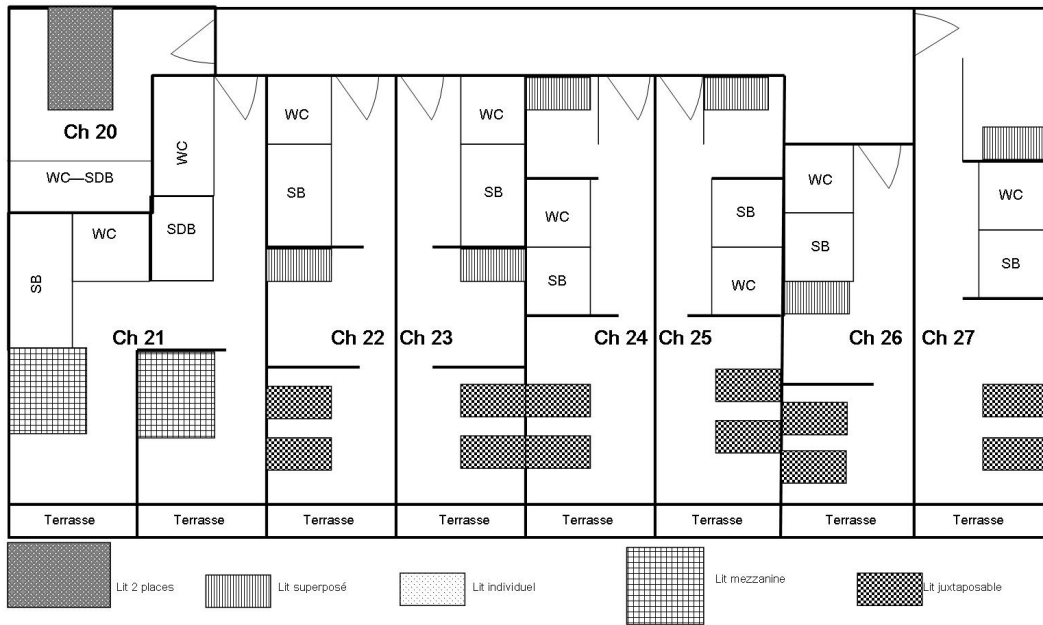 Ch 20
WC—SDB
WC
SDB
WC
SB
Ch 21
WC
SB
Ch 22
WC
SB
Ch 23
WC
SB
Ch 24
SB
WC
Ch 25
WC
SB
Ch 26
WC
SB
Ch 27
Terrasse
Terrasse
Terrasse
Terrasse
Terrasse
Terrasse
Terrasse
Terrasse
Lit 2 places
Lit superposé
Lit individuel
Lit mezzanine
Lit juxtaposable